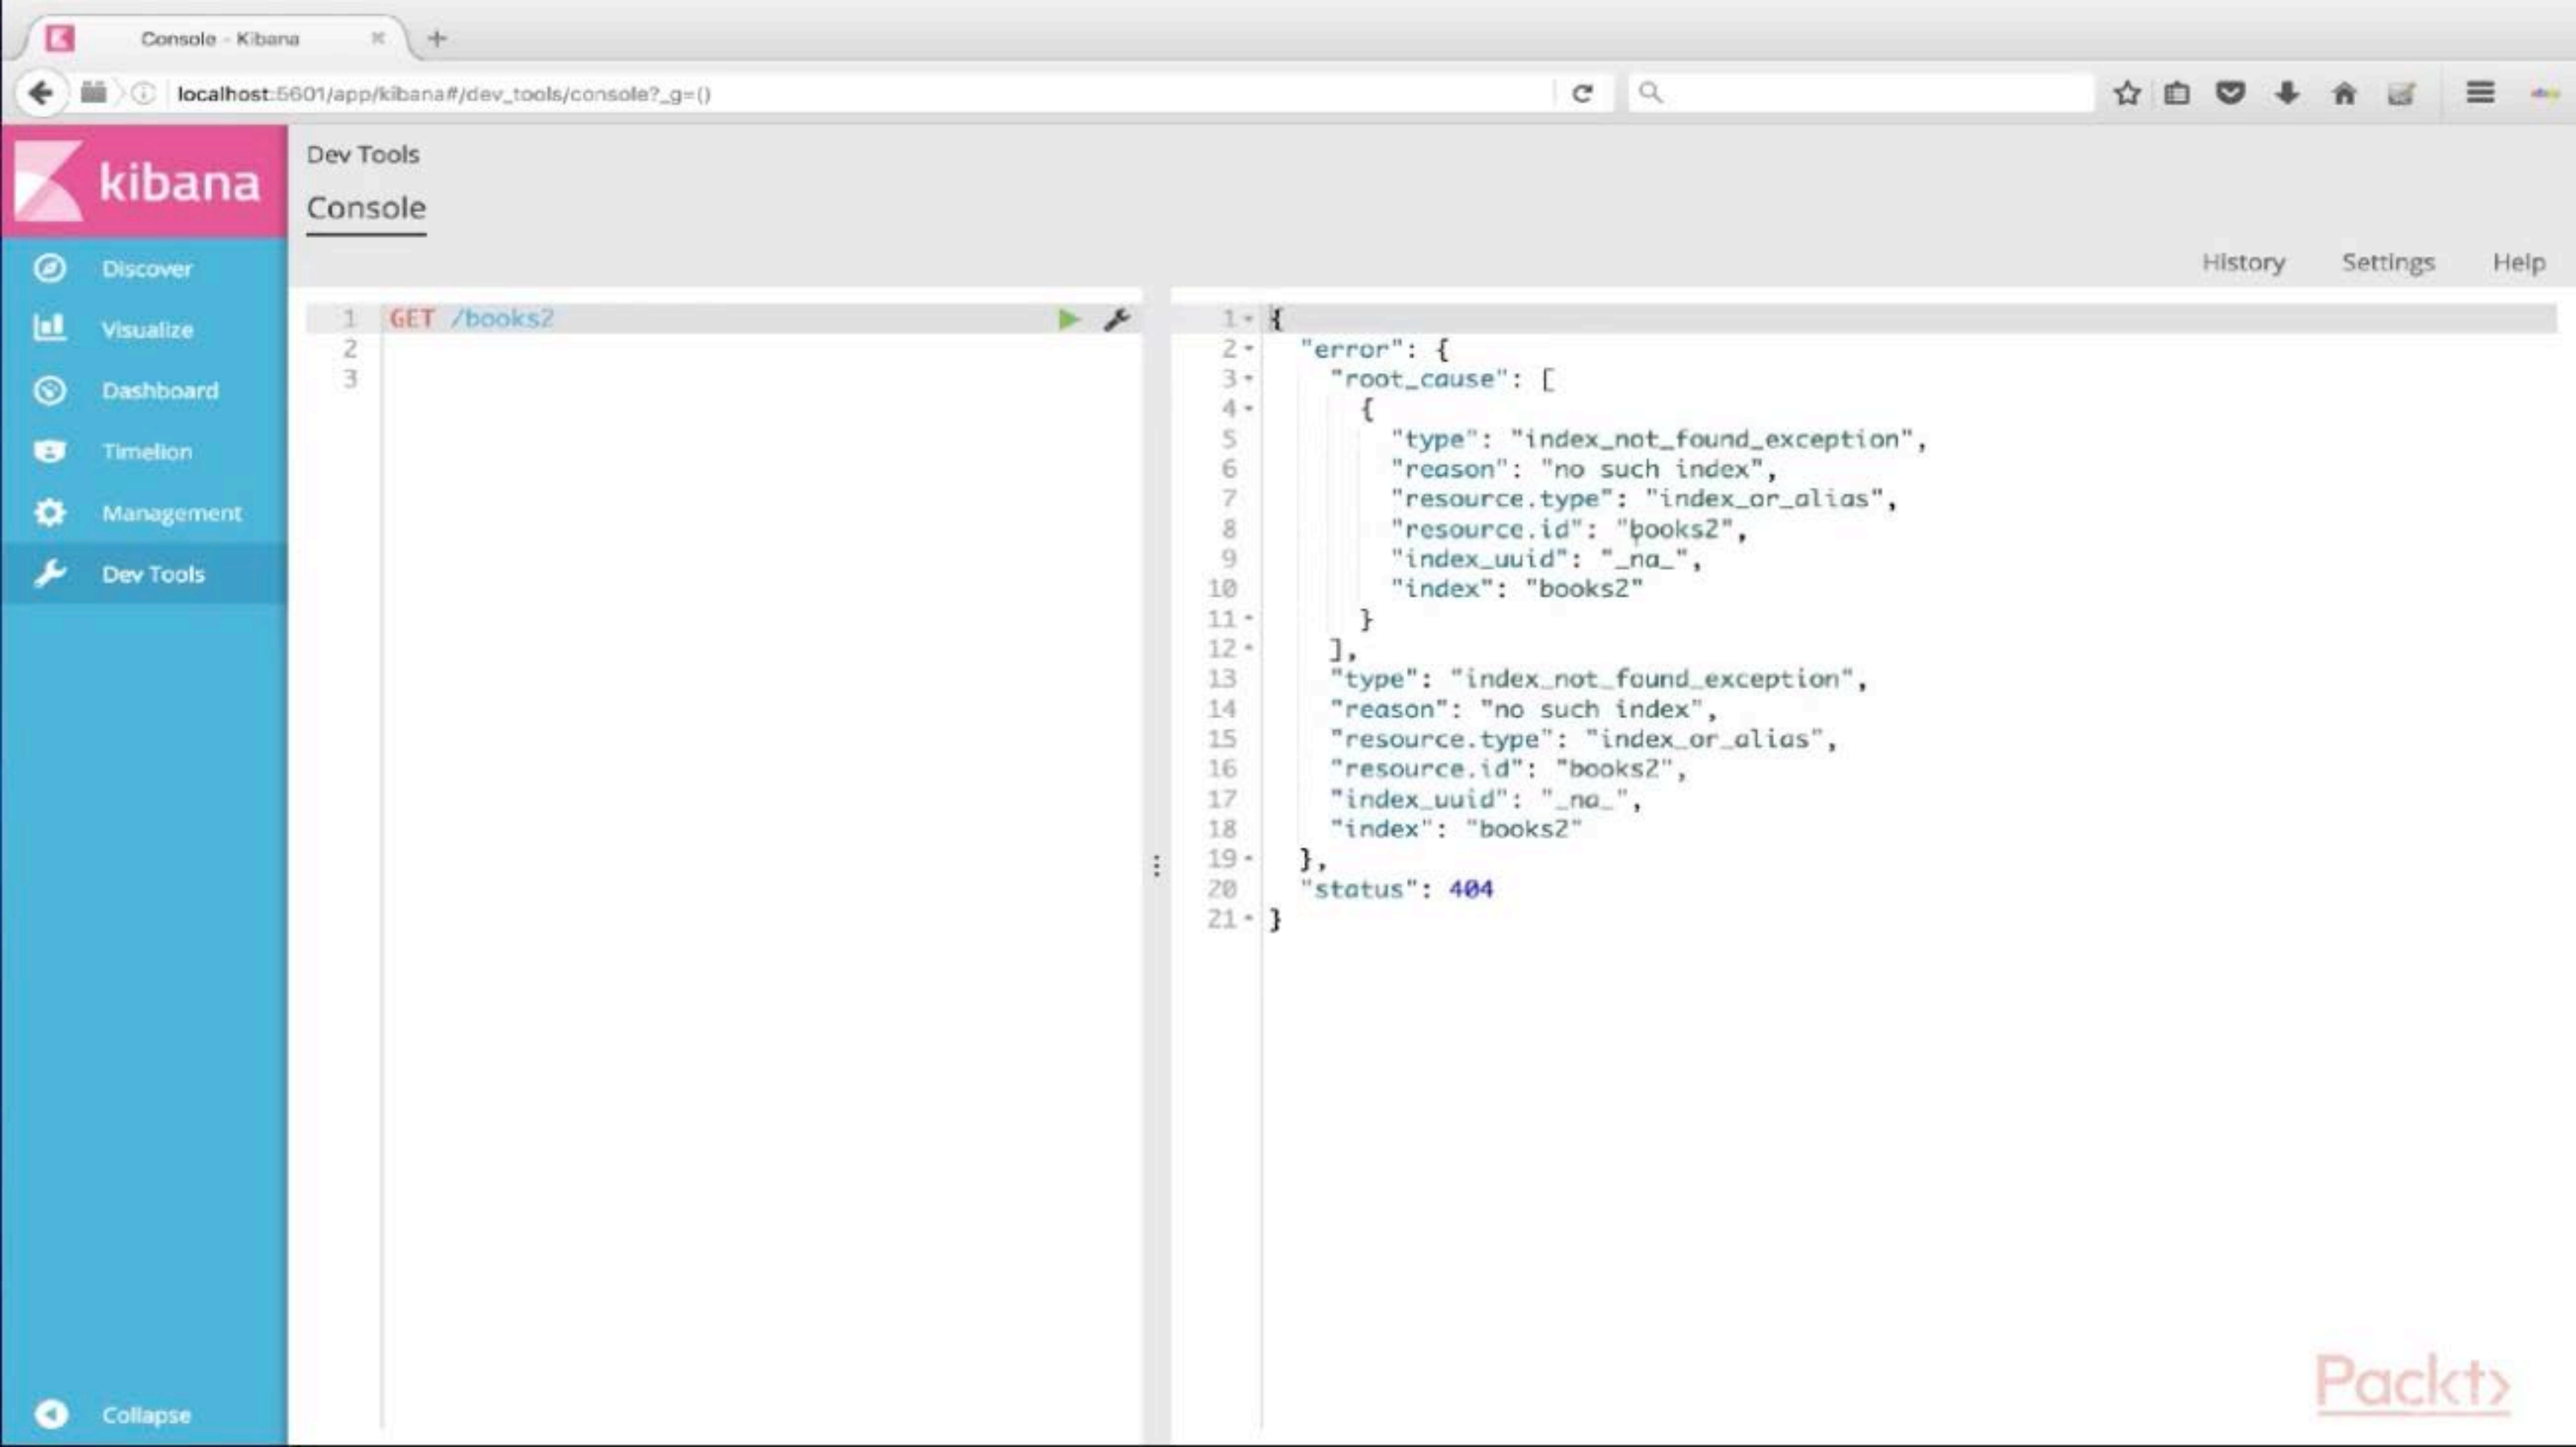 Console - Kibana
localhost:5601/app/kibana#/dev_tools/console?_g=()
kibana
Discover
Visualize
Dashboard
Timelion
Management
Dev Tools
Collapse
Dev Tools
Console
History Settings Help
1 GET /books2
2
3
1 {
2 "error": {
3 "root_cause": [
4 {
5 "type": "index_not_found_exception",
6 "reason": "no such index",
7 "resource.type": "index_or_alias",
8 "resource.id": "books2",
9 "index_uuid": "_na_",
10 "index": "books2"
11 }
12 ],
13 "type": "index_not_found_exception",
14 "reason": "no such index",
15 "resource.type": "index_or_alias",
16 "resource.id": "books2",
17 "index_uuid": "_na_",
18 "index": "books2"
19 },
20 "status": 404
21 }
Packt>